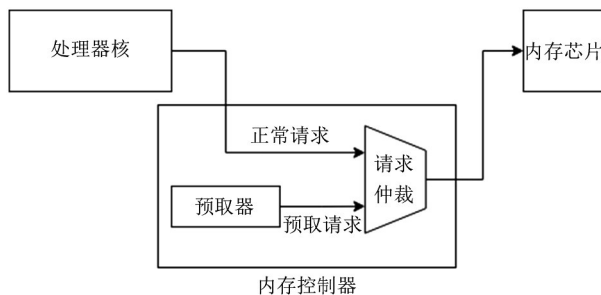 处理器核
内存芯片
正常请求
请求
仲裁
预取器
预取请求
内存控制器